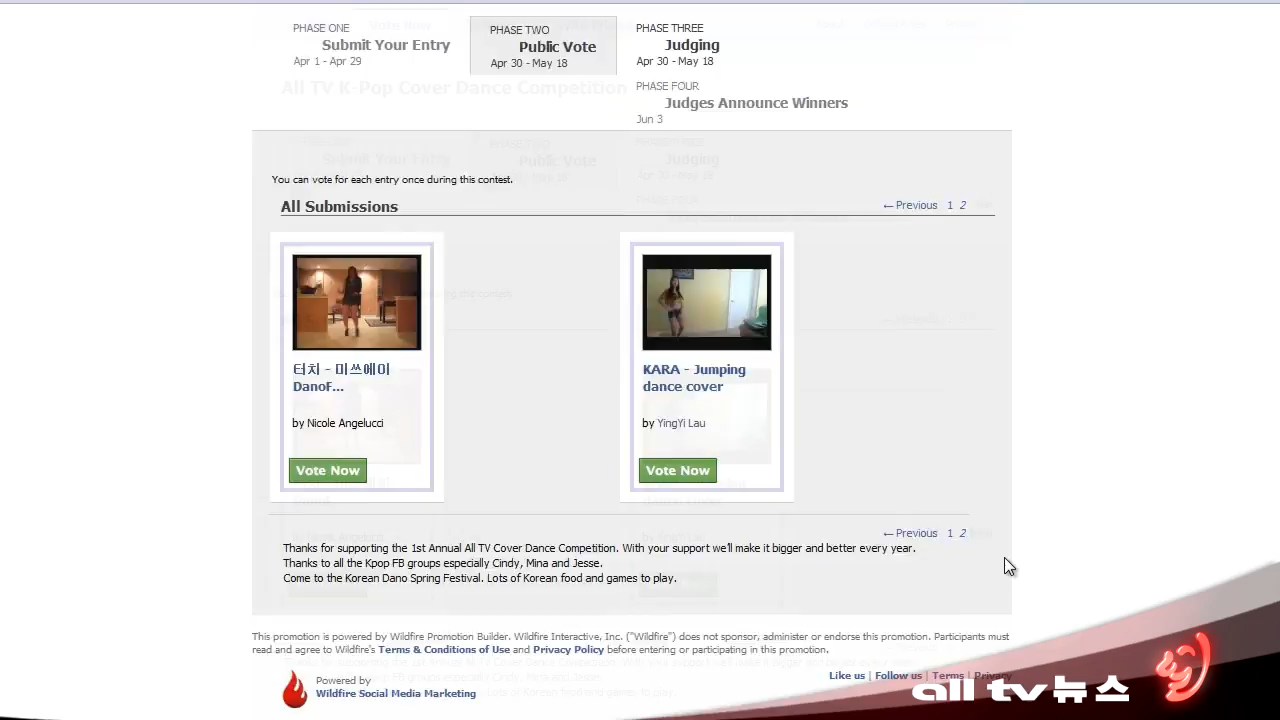 PHASE ONE
Submit Your Entry
Apr 1 - Apr 29
PHASE TWO
Public Vote
Apr 30 - May 18
PHASE THREE
Judging
Apr 30 - May 18
PHASE FOUR
Judges Announce Winners
Jun 3
All TV K-Pop Cover Dance Competition
You can vote for each entry once during this contest.
All Submissions
← Previous 1 2
터치 - 미쓰에이
DanoF...
by Nicole Angelucci
Vote Now
KARA - Jumping
dance cover
by YingYi Lau
Vote Now
← Previous 1 2
Thanks for supporting the 1st Annual All TV Cover Dance Competition. With your support we'll make it bigger and better every year.
Thanks to all the Kpop FB groups especially Cindy, Mina and Jesse.
Come to the Korean Dano Spring Festival. Lots of Korean food and games to play.
This promotion is powered by Wildfire Promotion Builder. Wildfire Interactive, Inc. ("Wildfire") does not sponsor, administer or endorse this promotion. Participants must
read and agree to Wildfire's Terms & Conditions of Use and Privacy Policy before entering or participating in this promotion.
Powered by
Wildfire Social Media Marketing
Like us | Follow us | Terms | Privacy
all tv 뉴스